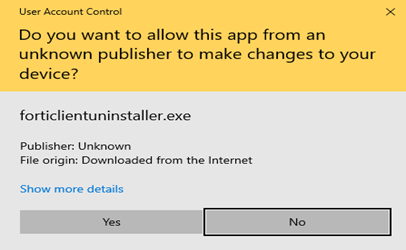 User Account Control
Do you want to allow this app from an
unknown publisher to make changes to your
device?
forticlientuninstaller.exe
Publisher: Unknown
File origin: Downloaded from the Internet
Show more details
Yes
No